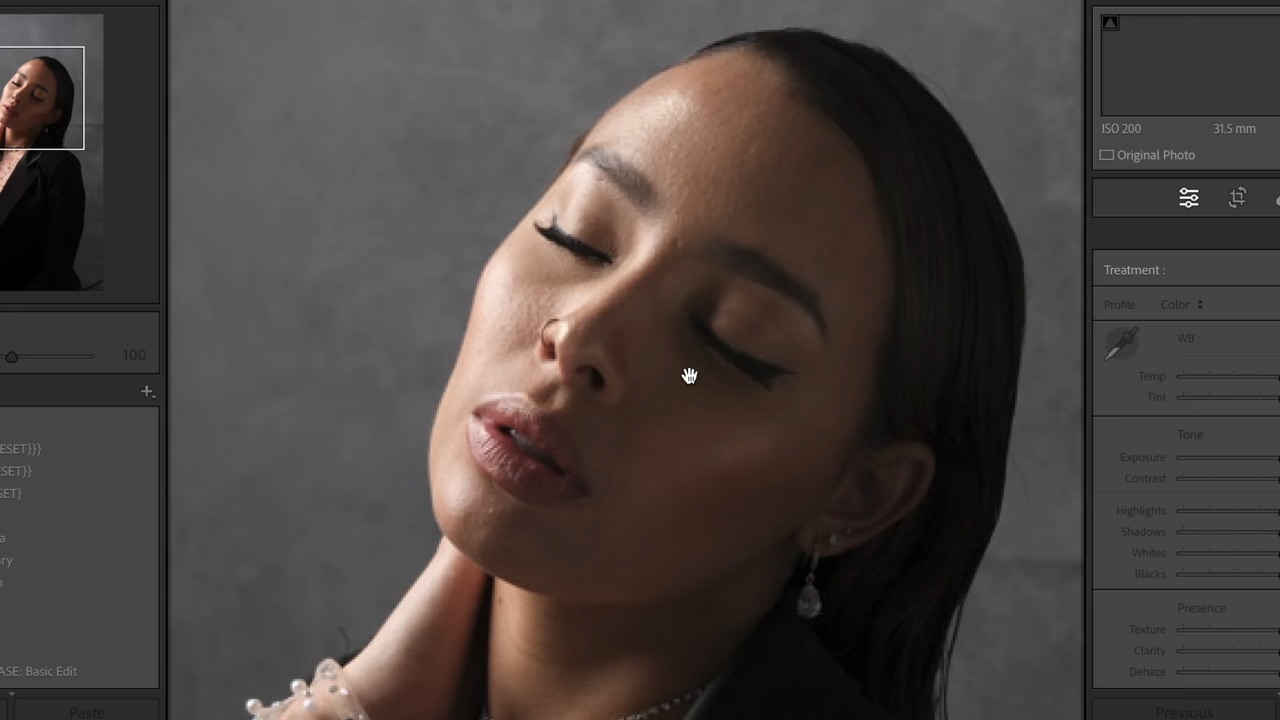 100
+
ESET}}}
SET}}
SET}
a
ry
n
ASE: Basic Edit
Paste
ISO 200 31.5 mm
Original Photo
Treatment :
Profile : Color
WB :
Temp
Tint
Tone
Exposure
Contrast
Highlights
Shadows
Whites
Blacks
Presence
Texture
Clarity
Dehaze
Previous